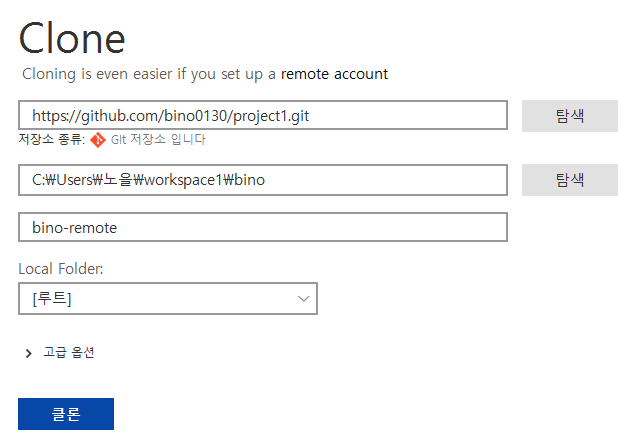 Clone
Cloning is even easier if you set up a remote account
https://github.com/bino0130/project1.git 탐색
저장소 종류: Git 저장소 입니다
C:₩Users₩노을₩workspace1₩bino 탐색
bino-remote
Local Folder:
[루트]
고급 옵션
클론